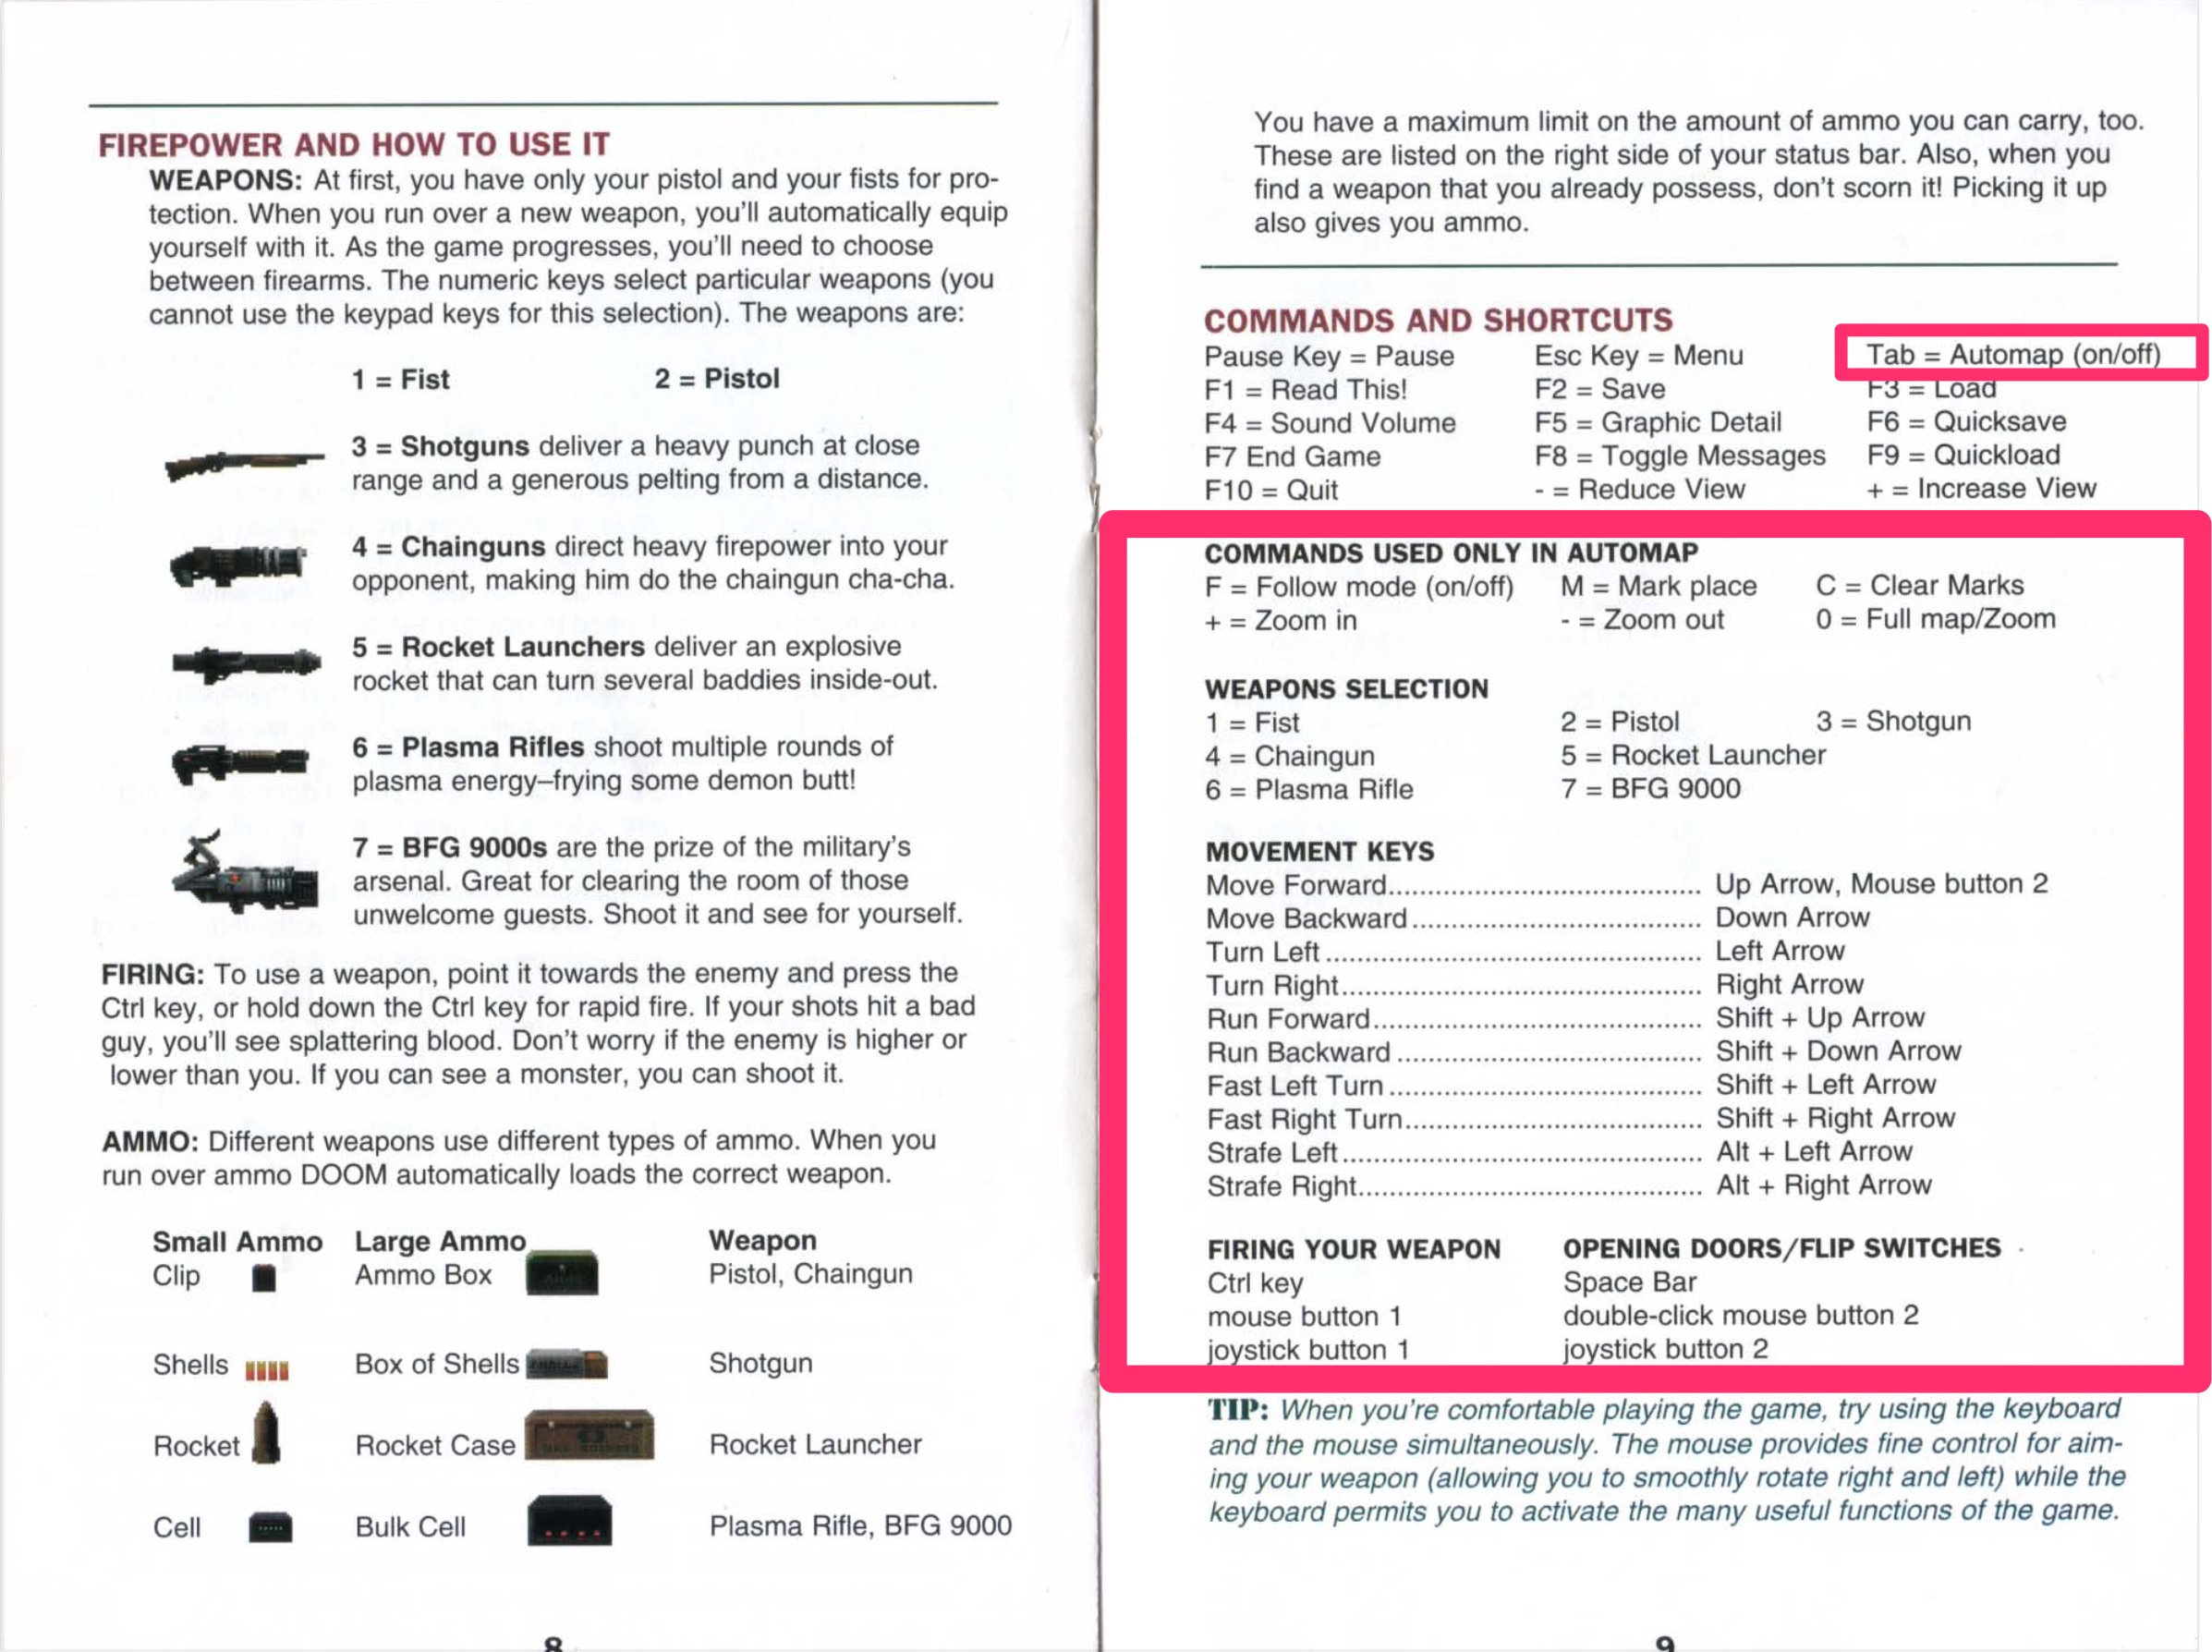 FIREPOWER AND HOW TO USE IT
WEAPONS: At first, you have only your pistol and your fists for pro-
tection. When you run over a new weapon, you'll automatically equip
yourself with it. As the game progresses, you'll need to choose
between firearms. The numeric keys select particular weapons (you
cannot use the keypad keys for this selection). The weapons are:
1 = Fist 2 = Pistol
3 = Shotguns deliver a heavy punch at close
range and a generous pelting from a distance.
4 = Chainguns direct heavy firepower into your
opponent, making him do the chaingun cha-cha.
5 = Rocket Launchers deliver an explosive
rocket that can turn several baddies inside-out.
6 = Plasma Rifles shoot multiple rounds of
plasma energy–frying some demon butt!
7 = BFG 9000s are the prize of the military's
arsenal. Great for clearing the room of those
unwelcome guests. Shoot it and see for yourself.
FIRING: To use a weapon, point it towards the enemy and press the
Ctrl key, or hold down the Ctrl key for rapid fire. If your shots hit a bad
guy, you'll see splattering blood. Don't worry if the enemy is higher or
lower than you. If you can see a monster, you can shoot it.
AMMO: Different weapons use different types of ammo. When you
run over ammo DOOM automatically loads the correct weapon.
Small Ammo Large Ammo Weapon
Clip Ammo Box Pistol, Chaingun
Shells Box of Shells Shotgun
Rocket Rocket Case Rocket Launcher
Cell Bulk Cell Plasma Rifle, BFG 9000
8
You have a maximum limit on the amount of ammo you can carry, too.
These are listed on the right side of your status bar. Also, when you
find a weapon that you already possess, don't scorn it! Picking it up
also gives you ammo.
COMMANDS AND SHORTCUTS
Pause Key = Pause Esc Key = Menu Tab = Automap (on/off)
F1 = Read This! F2 = Save F3 = Load
F4 = Sound Volume F5 = Graphic Detail F6 = Quicksave
F7 End Game F8 = Toggle Messages F9 = Quickload
F10 = Quit - = Reduce View + = Increase View
COMMANDS USED ONLY IN AUTOMAP
F = Follow mode (on/off) M = Mark place C = Clear Marks
+ = Zoom in - = Zoom out 0 = Full map/Zoom
WEAPONS SELECTION
1 = Fist 2 = Pistol 3 = Shotgun
4 = Chaingun 5 = Rocket Launcher
6 = Plasma Rifle 7 = BFG 9000
MOVEMENT KEYS
Move Forward....................................... Up Arrow, Mouse button 2
Move Backward.................................... Down Arrow
Turn Left............................................... Left Arrow
Turn Right............................................. Right Arrow
Run Forward......................................... Shift + Up Arrow
Run Backward...................................... Shift + Down Arrow
Fast Left Turn....................................... Shift + Left Arrow
Fast Right Turn..................................... Shift + Right Arrow
Strafe Left............................................. Alt + Left Arrow
Strafe Right........................................... Alt + Right Arrow
FIRING YOUR WEAPON OPENING DOORS/FLIP SWITCHES
Ctrl key Space Bar
mouse button 1 double-click mouse button 2
joystick button 1 joystick button 2
TIP: When you're comfortable playing the game, try using the keyboard
and the mouse simultaneously. The mouse provides fine control for aim-
ing your weapon (allowing you to smoothly rotate right and left) while the
keyboard permits you to activate the many useful functions of the game.
9